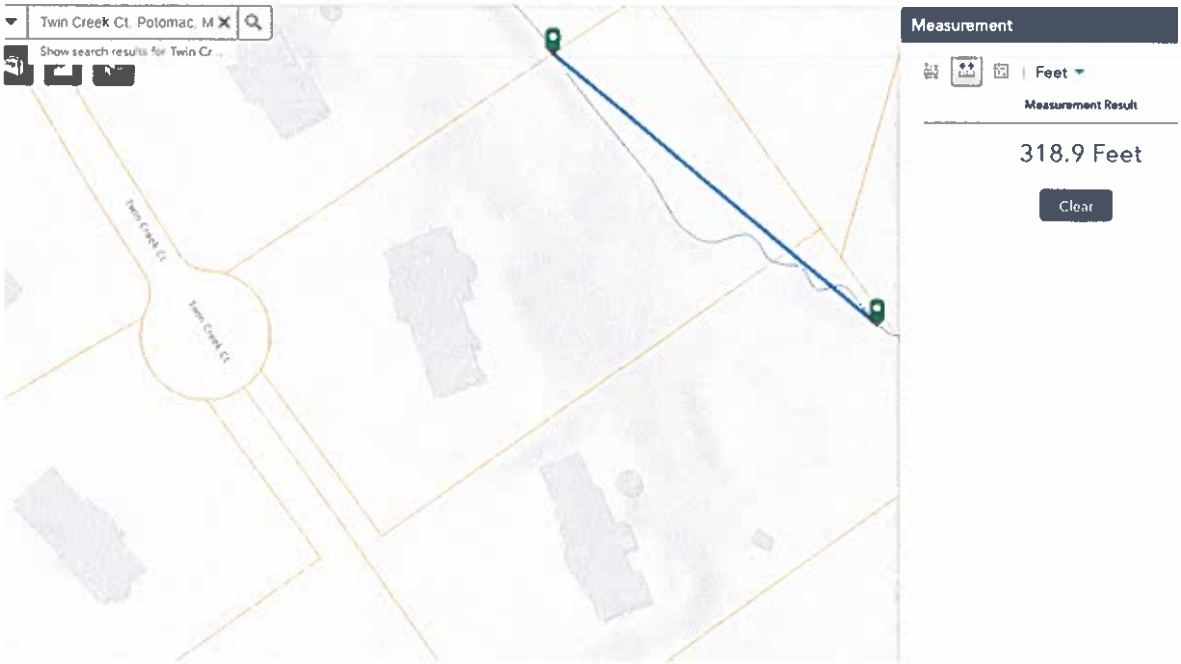 Twin Creek Ct. Potomac, M
Show search results for Twin Cr...
Measurement
Feet
Measurement Result
318.9 Feet
Clear
Twin Creek Ct
Twin Creek Ct